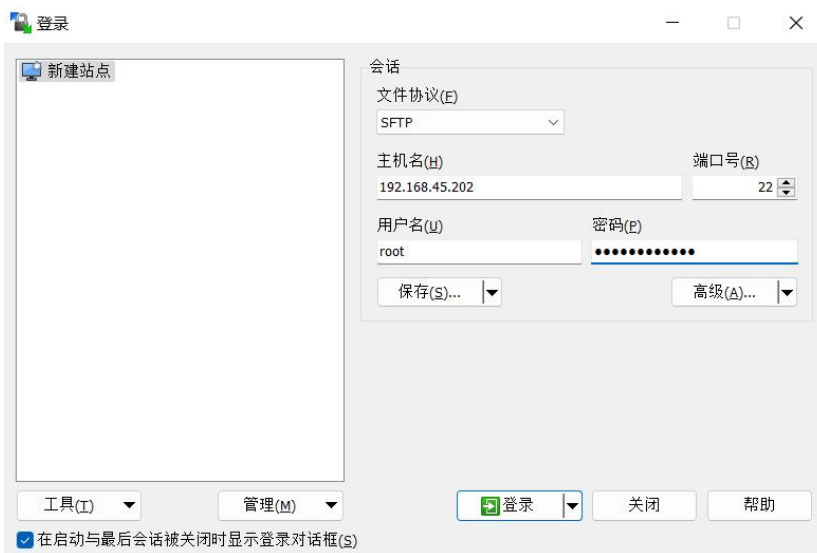 登录
新建站点
会话
文件协议(F)
SFTP
主机名(H)
端口号(R)
192.168.45.202
22
用户名(U)
密码(P)
root
●●●●●●●●●●●●
保存(S)...
高级(A)...
工具(T)
管理(M)
登录
关闭
帮助
在启动与最后会话被关闭时显示登录对话框(S)